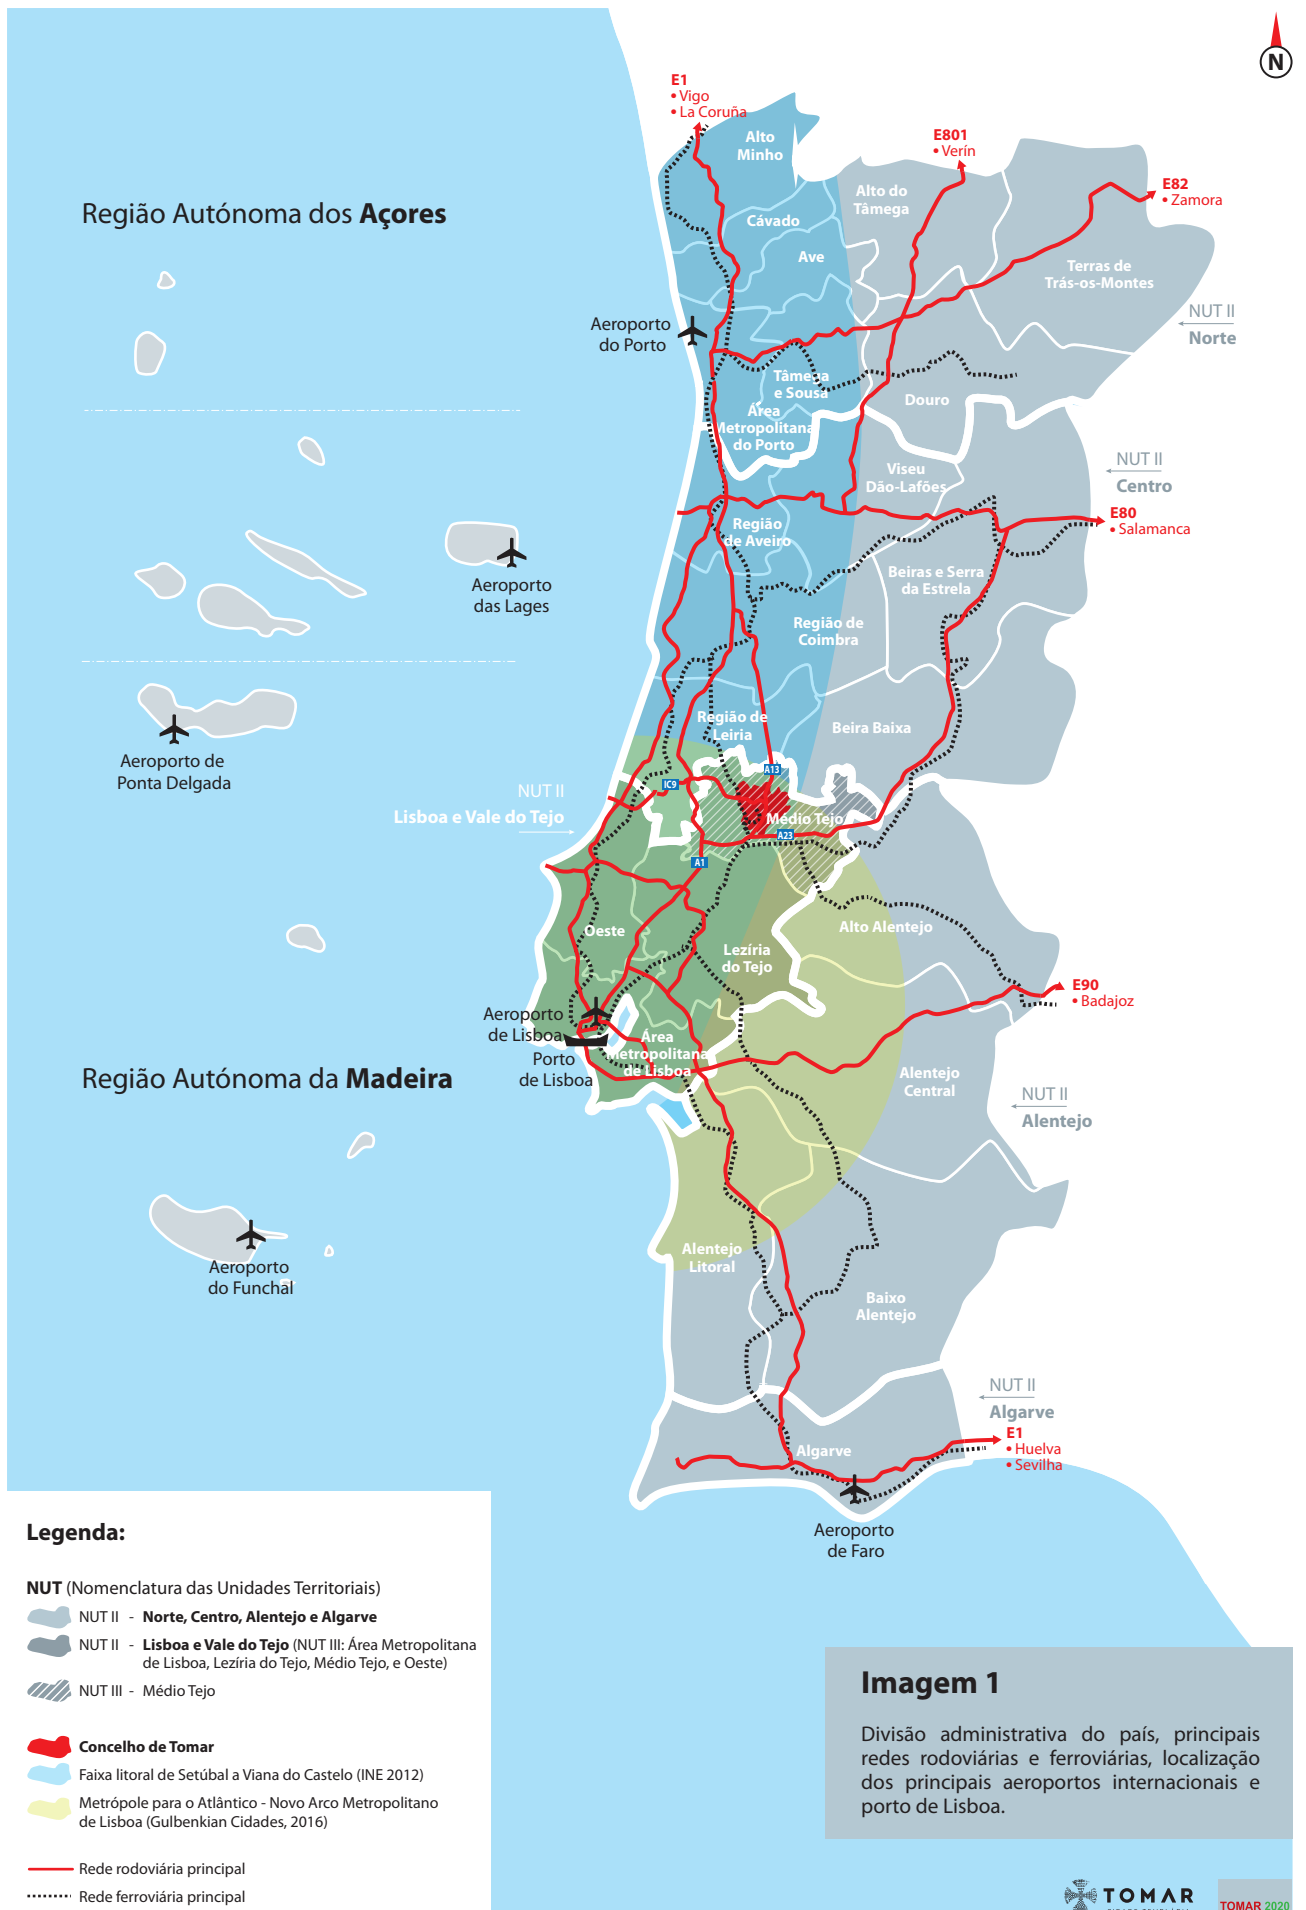 N
E1
• Vigo
• La Coruña
Alto
Minho
E801
• Verín
E82
• Zamora
Alto do
Tâmega
Região Autónoma dos Açores
Cávado
Ave
Terras de
Trás-os-Montes
NUT II
Norte
Aeroporto
do Porto
Tâmega
e Sousa
Douro
Área
Metropolitana
do Porto
NUT II
Centro
Viseu
Dão-Lafões
E80
• Salamanca
Região
de Aveiro
Aeroporto
das Lages
Beiras e Serra
da Estrela
Região de
Coimbra
Região de
Leiria
Beira Baixa
Aeroporto de
Ponta Delgada
NUT II
Lisboa e Vale do Tejo
IC9
A13
Médio Tejo
A23
A1
Oeste
Alto Alentejo
Lezíria
do Tejo
E90
• Badajoz
Aeroporto
de Lisboa
Porto
de Lisboa
Área
Metropolitana
de Lisboa
Região Autónoma da Madeira
Alentejo
Central
NUT II
Alentejo
Aeroporto
do Funchal
Alentejo
Litoral
Baixo
Alentejo
NUT II
Algarve
E1
• Huelva
• Sevilha
Algarve
Aeroporto
de Faro
Legenda:
NUT (Nomenclatura das Unidades Territoriais)
NUT II - Norte, Centro, Alentejo e Algarve
NUT II - Lisboa e Vale do Tejo (NUT III: Área Metropolitana
de Lisboa, Lezíria do Tejo, Médio Tejo, e Oeste)
NUT III - Médio Tejo
Concelho de Tomar
Faixa litoral de Setúbal a Viana do Castelo (INE 2012)
Metrópole para o Atlântico - Novo Arco Metropolitano
de Lisboa (Gulbenkian Cidades, 2016)
Rede rodoviária principal
Rede ferroviária principal
Imagem 1
Divisão administrativa do país, principais
redes rodoviárias e ferroviárias, localização
dos principais aeroportos internacionais e
porto de Lisboa.
TOMAR
TOMAR 2020